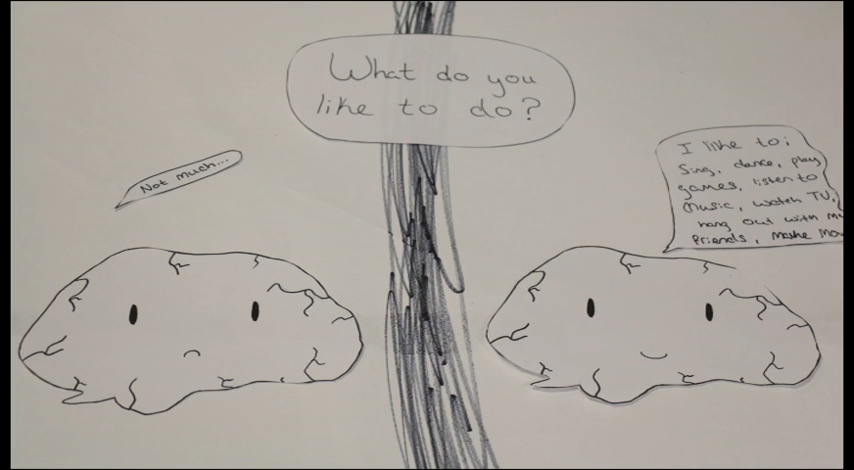 What do you
like to do?
Not much...
I like to;
Sing, dance, play
games, listen to
music, watch TV,
hang out with
friends, make